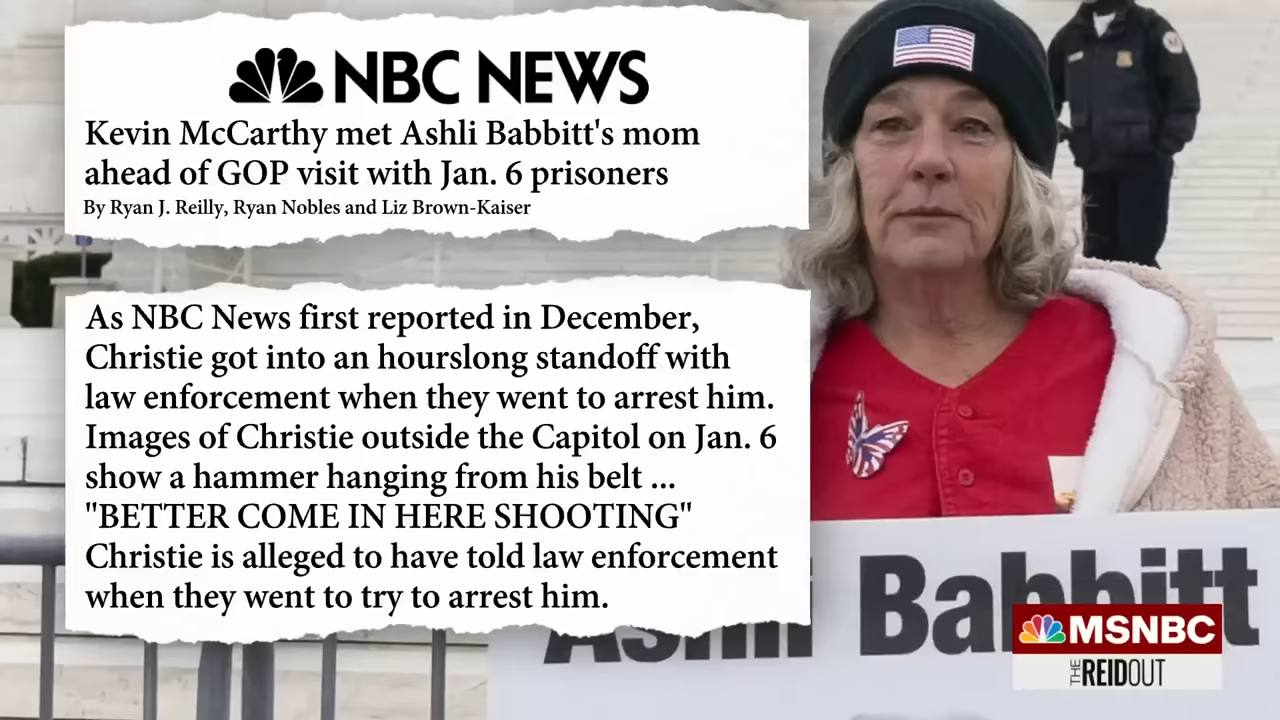 NBC NEWS
Kevin McCarthy met Ashli Babbitt's mom
ahead of GOP visit with Jan. 6 prisoners
By Ryan J. Reilly, Ryan Nobles and Liz Brown-Kaiser
As NBC News first reported in December,
Christie got into an hourslong standoff with
law enforcement when they went to arrest him.
Images of Christie outside the Capitol on Jan. 6
show a hammer hanging from his belt ...
"BETTER COME IN HERE SHOOTING"
Christie is alleged to have told law enforcement
when they went to try to arrest him.
Ashli Babbitt
MSNBC
THE REIDOUT